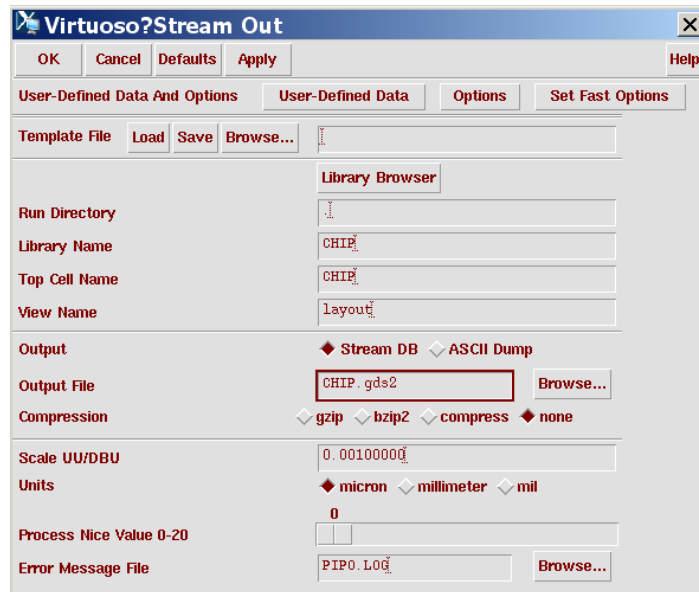 Virtuoso?Stream Out
OK Cancel Defaults Apply Help
User-Defined Data And Options User-Defined Data Options Set Fast Options
Template File Load Save Browse...
Library Browser
Run Directory .
Library Name CHIP
Top Cell Name CHIP
View Name layout
Output Stream DB ASCII Dump
Output File CHIP.gds2 Browse...
Compression gzip bzip2 compress none
Scale UU/DBU 0.00100000
Units micron millimeter mil
0
Process Nice Value 0-20
Error Message File PIPO.LOG Browse...